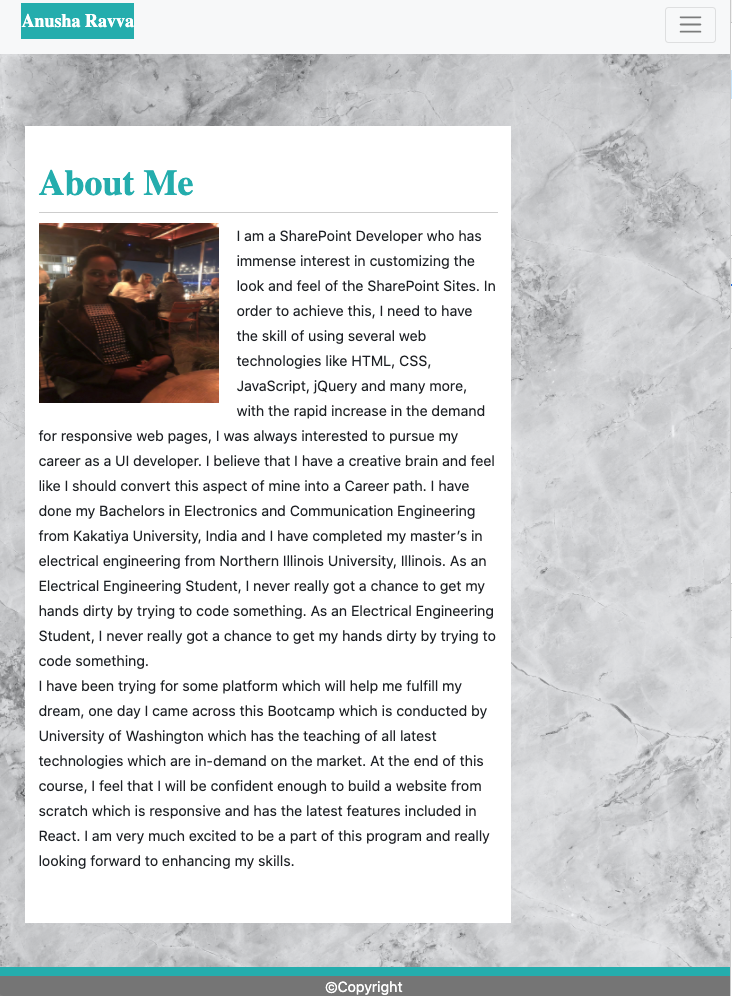 Anusha Ravva
About Me
I am a SharePoint Developer who has
immense interest in customizing the
look and feel of the SharePoint Sites. In
order to achieve this, I need to have
the skill of using several web
technologies like HTML, CSS,
JavaScript, jQuery and many more,
with the rapid increase in the demand
for responsive web pages, I was always interested to pursue my
career as a UI developer. I believe that I have a creative brain and feel
like I should convert this aspect of mine into a Career path. I have
done my Bachelors in Electronics and Communication Engineering
from Kakatiya University, India and I have completed my master’s in
electrical engineering from Northern Illinois University, Illinois. As an
Electrical Engineering Student, I never really got a chance to get my
hands dirty by trying to code something. As an Electrical Engineering
Student, I never really got a chance to get my hands dirty by trying to
code something.
I have been trying for some platform which will help me fulfill my
dream, one day I came across this Bootcamp which is conducted by
University of Washington which has the teaching of all latest
technologies which are in-demand on the market. At the end of this
course, I feel that I will be confident enough to build a website from
scratch which is responsive and has the latest features included in
React. I am very much excited to be a part of this program and really
looking forward to enhancing my skills.
©Copyright